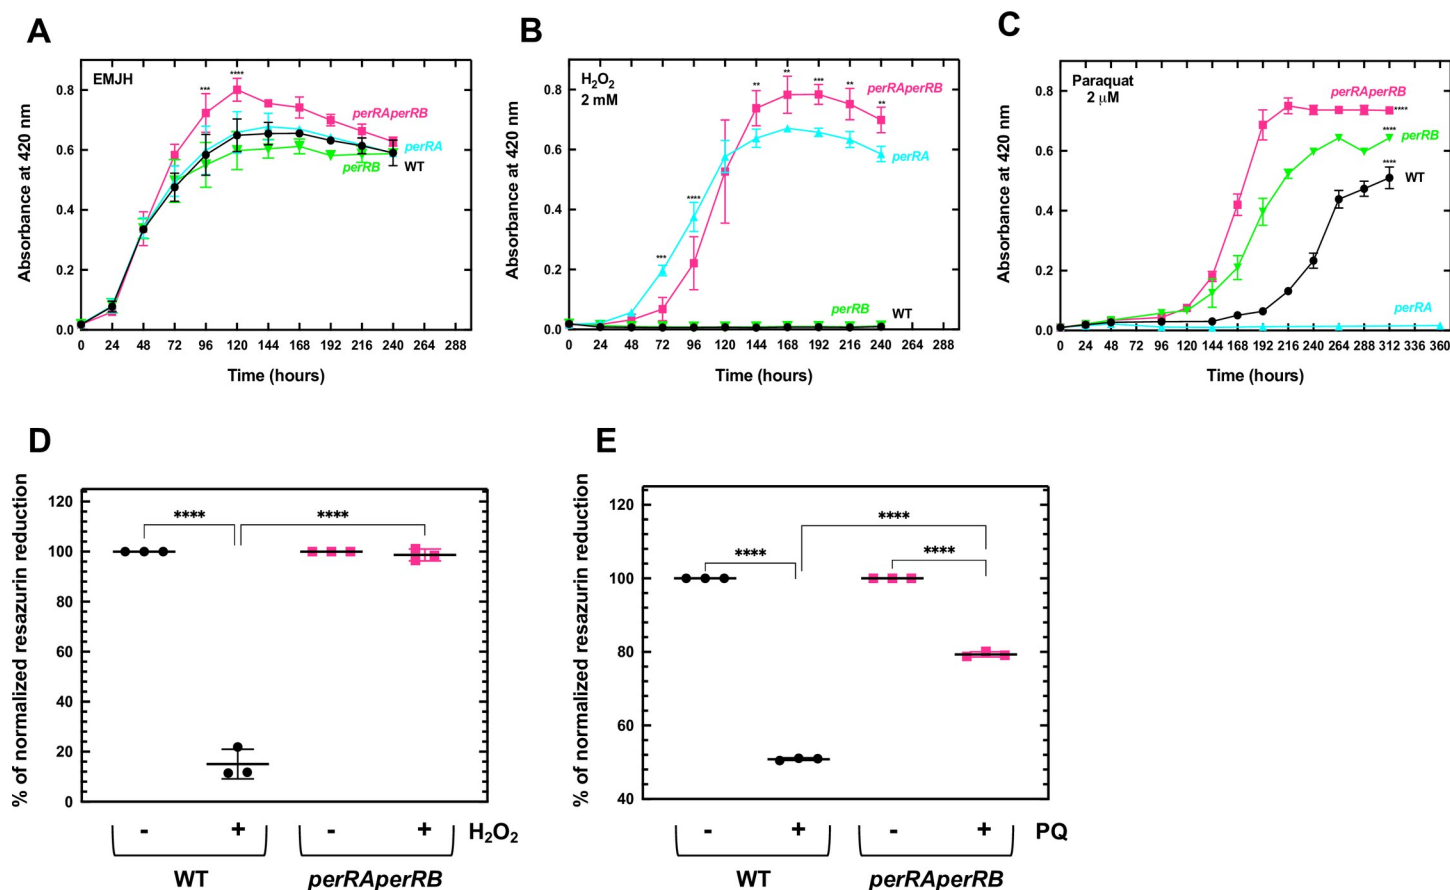 A
EMJH
Absorbance at 420 nm
0.8
0.6
0.4
0.2
0.0
0 24 48 72 96 120 144 168 192 216 240 264 288
Time (hours)
***
****
perRAperRB
perRA
WT
perRB
B
H₂O₂
2 mM
Absorbance at 420 nm
0.8
0.6
0.4
0.2
0.0
0 24 48 72 96 120 144 168 192 216 240 264 288
Time (hours)
***
****
** ** *** ** **
perRAperRB
perRA
perRB
WT
C
Paraquat
2 µM
Absorbance at 420 nm
0.8
0.6
0.4
0.2
0.0
0 24 48 72 96 120 144 168 192 216 240 264 288 312 336 360
Time (hours)
perRAperRB
****
perRB
****
WT
****
perRA
D
% of normalized resazurin reduction
120
100
80
60
40
20
0
**** ****
- + - + H₂O₂
WT perRAperRB
E
% of normalized resazurin reduction
120
100
80
60
40
****
**** ****
- + - + PQ
WT perRAperRB